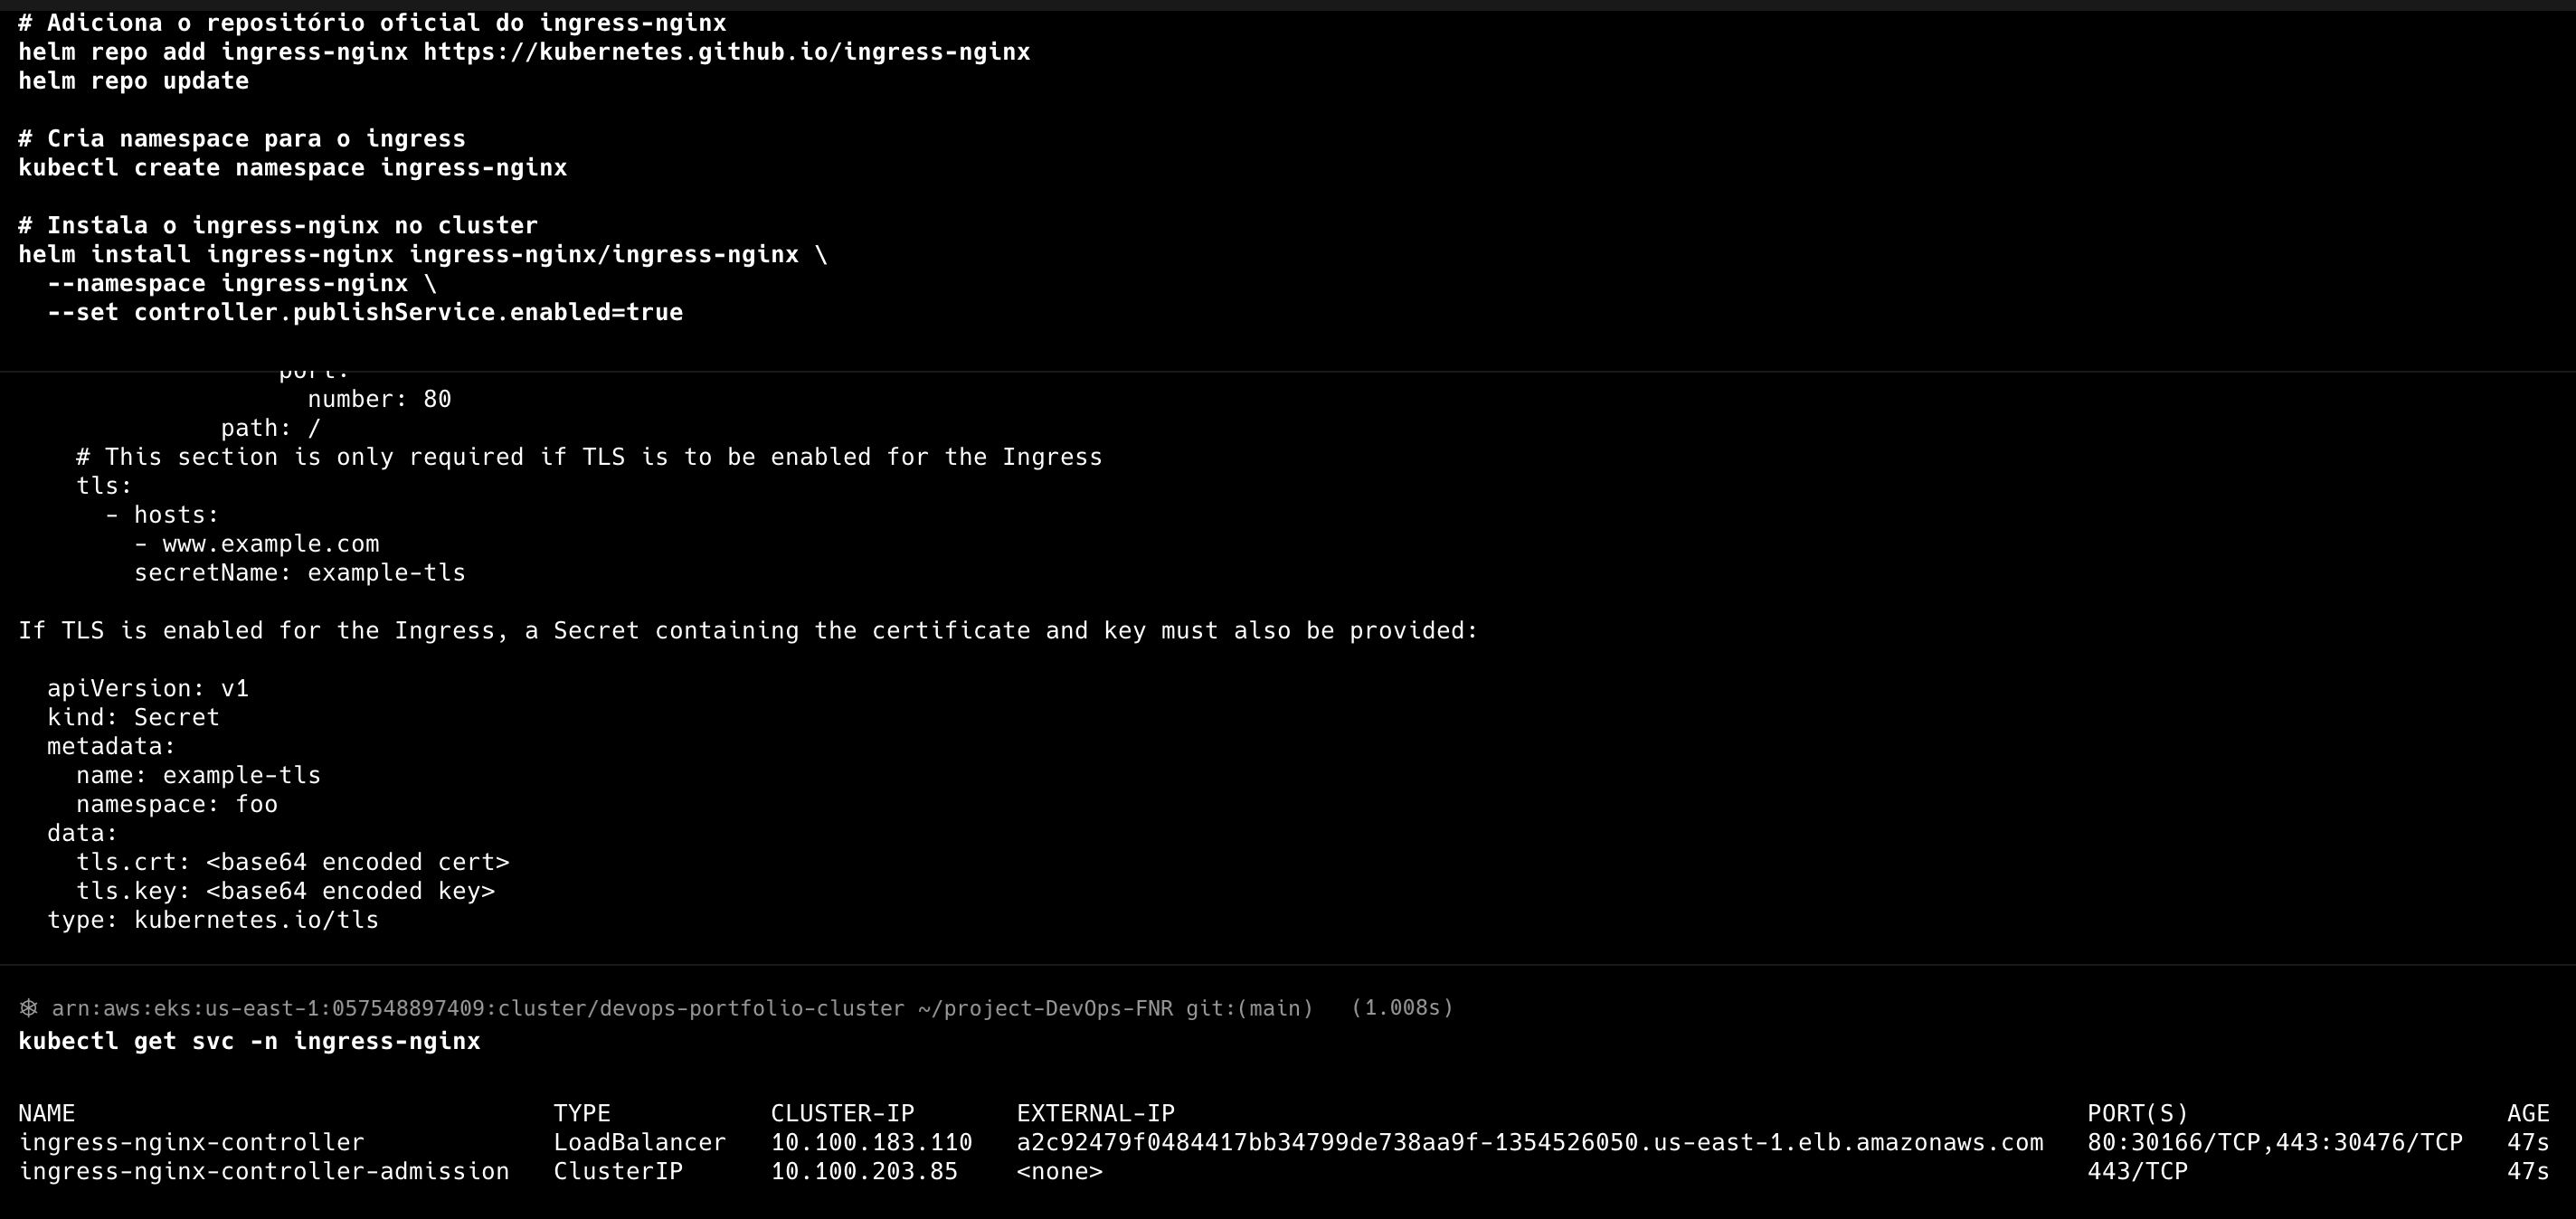 # Adiciona o repositório oficial do ingress-nginx
helm repo add ingress-nginx https://kubernetes.github.io/ingress-nginx
helm repo update
# Cria namespace para o ingress
kubectl create namespace ingress-nginx
# Instala o ingress-nginx no cluster
helm install ingress-nginx ingress-nginx/ingress-nginx \
--namespace ingress-nginx \
--set controller.publishService.enabled=true
port:
number: 80
path: /
# This section is only required if TLS is to be enabled for the Ingress
tls:
- hosts:
- www.example.com
secretName: example-tls
If TLS is enabled for the Ingress, a Secret containing the certificate and key must also be provided:
apiVersion: v1
kind: Secret
metadata:
name: example-tls
namespace: foo
data:
tls.crt: <base64 encoded cert>
tls.key: <base64 encoded key>
type: kubernetes.io/tls
arn:aws:eks:us-east-1:057548897409:cluster/devops-portfolio-cluster ~/project-DevOps-FNR git:(main) (1.008s)
kubectl get svc -n ingress-nginx
NAME TYPE CLUSTER-IP EXTERNAL-IP PORT(S) AGE
ingress-nginx-controller LoadBalancer 10.100.183.110 a2c92479f0484417bb34799de738aa9f-1354526050.us-east-1.elb.amazonaws.com 80:30166/TCP,443:30476/TCP 47s
ingress-nginx-controller-admission ClusterIP 10.100.203.85 <none> 443/TCP 47s